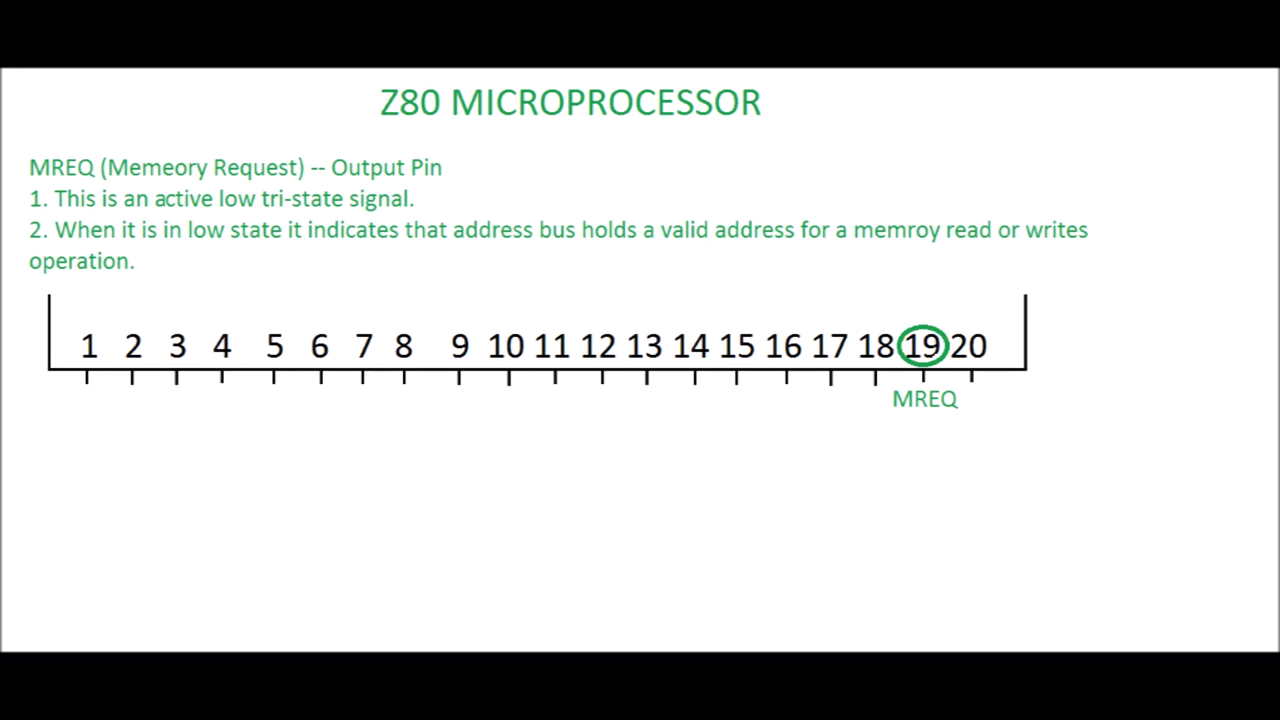 Z80 MICROPROCESSOR
MREQ (Memeory Request) -- Output Pin
1. This is an active low tri-state signal.
2. When it is in low state it indicates that address bus holds a valid address for a memroy read or writes
operation.
1 2 3 4 5 6 7 8 9 10 11 12 13 14 15 16 17 18 19 20
MREQ